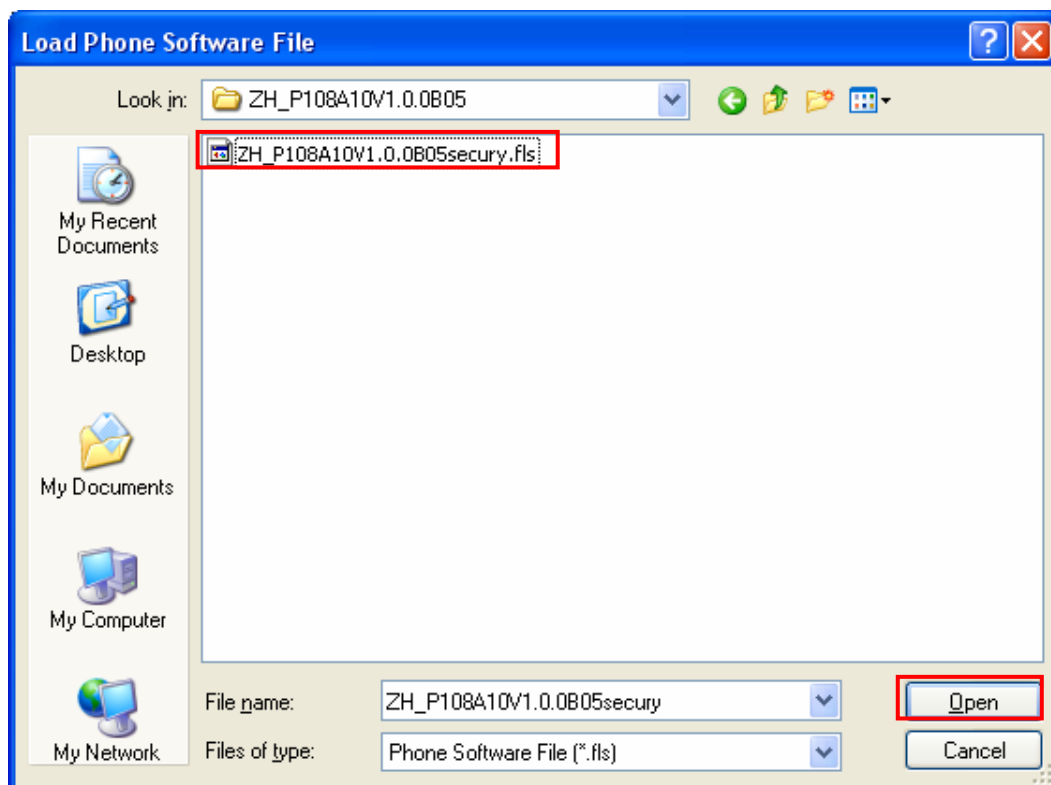 Load Phone Software File
Look in: ZH_P108A10V1.0.0B05
ZH_P108A10V1.0.0B05secury.fls
My Recent
Documents
Desktop
My Documents
My Computer
My Network
File name: ZH_P108A10V1.0.0B05secury Open
Files of type: Phone Software File (*.fls) Cancel